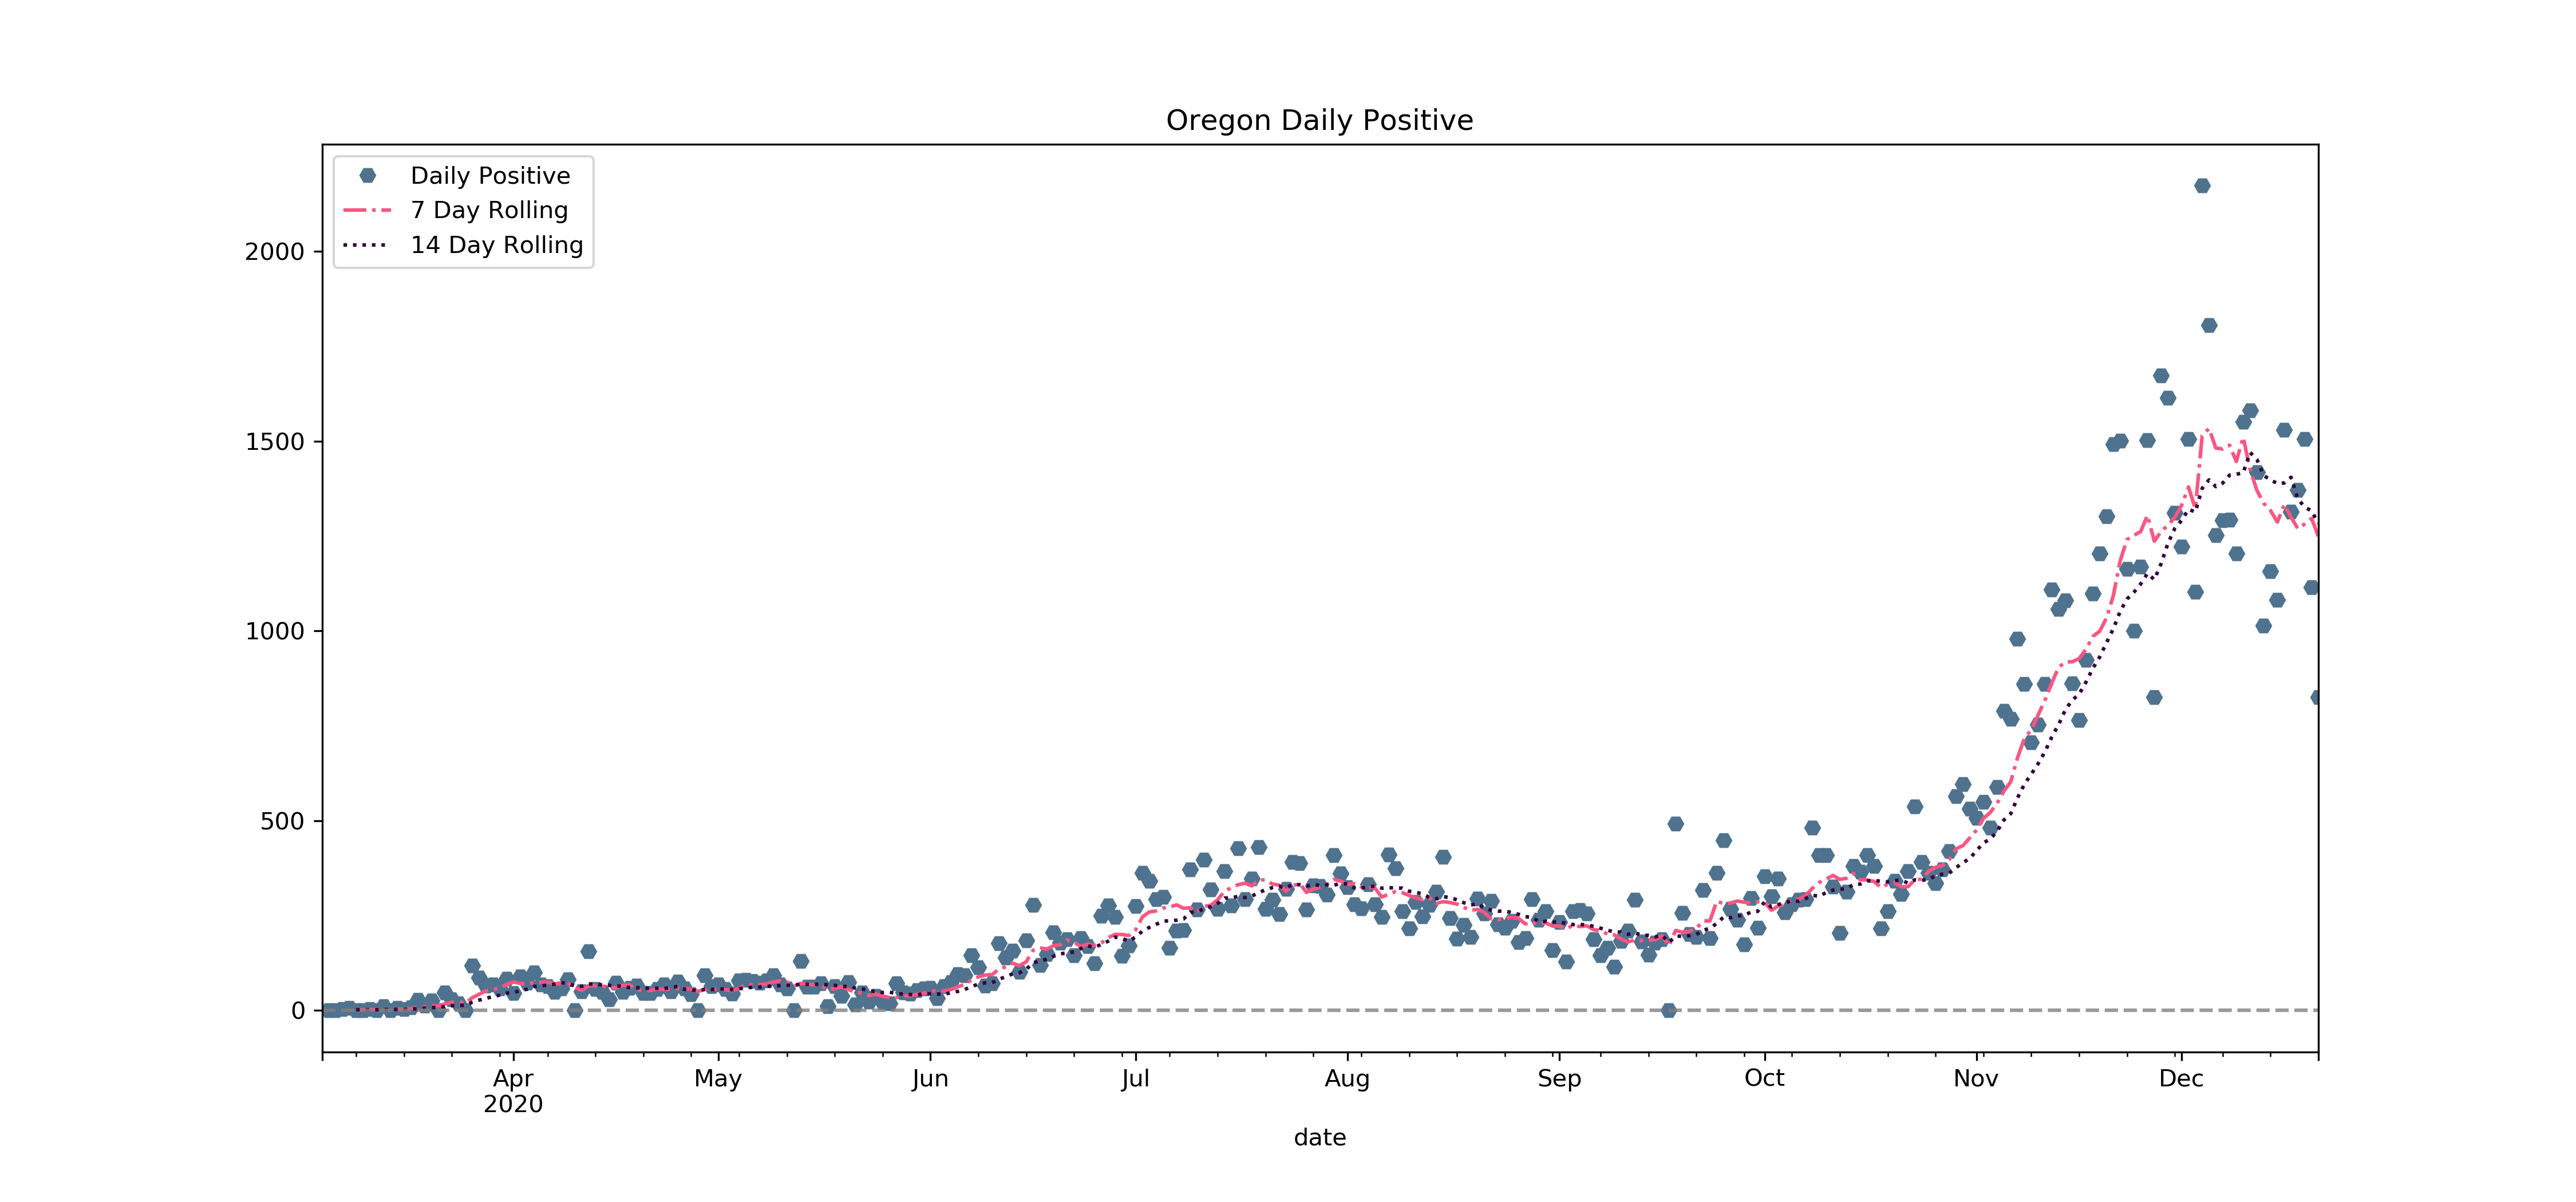 Oregon Daily Positive
Daily Positive
7 Day Rolling
14 Day Rolling
2000
1500
1000
500
0
Apr May Jun Jul Aug Sep Oct Nov Dec
2020
date